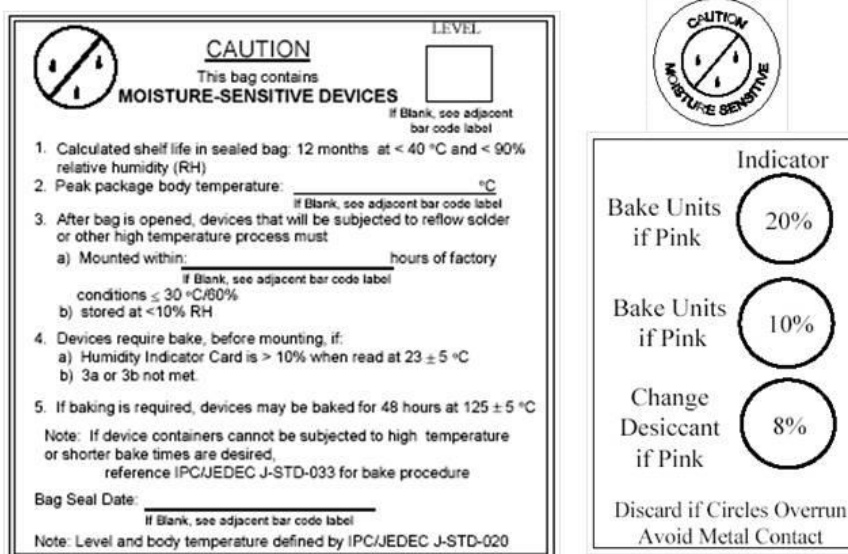 LEVEL
CAUTION
This bag contains
MOISTURE-SENSITIVE DEVICES
If Blank, see adjacent
bar code label
1. Calculated shelf life in sealed bag: 12 months at < 40 °C and < 90%
relative humidity (RH)
2. Peak package body temperature: °C
If Blank, see adjacent bar code label
3. After bag is opened, devices that will be subjected to reflow solder
or other high temperature process must
a) Mounted within: hours of factory
If Blank, see adjacent bar code label
conditions ≤ 30 °C/60%
b) stored at <10% RH
4. Devices require bake, before mounting, if:
a) Humidity Indicator Card is > 10% when read at 23 ± 5 °C
b) 3a or 3b not met.
5. If baking is required, devices may be baked for 48 hours at 125 ± 5 °C
Note: If device containers cannot be subjected to high temperature
or shorter bake times are desired,
reference IPC/JEDEC J-STD-033 for bake procedure
Bag Seal Date:
If Blank, see adjacent bar code label
Note: Level and body temperature defined by IPC/JEDEC J-STD-020
CAUTION
MOISTURE SENSITIVE
Indicator
Bake Units
if Pink
20%
Bake Units
if Pink
10%
Change
Desiccant
if Pink
8%
Discard if Circles Overrun
Avoid Metal Contact